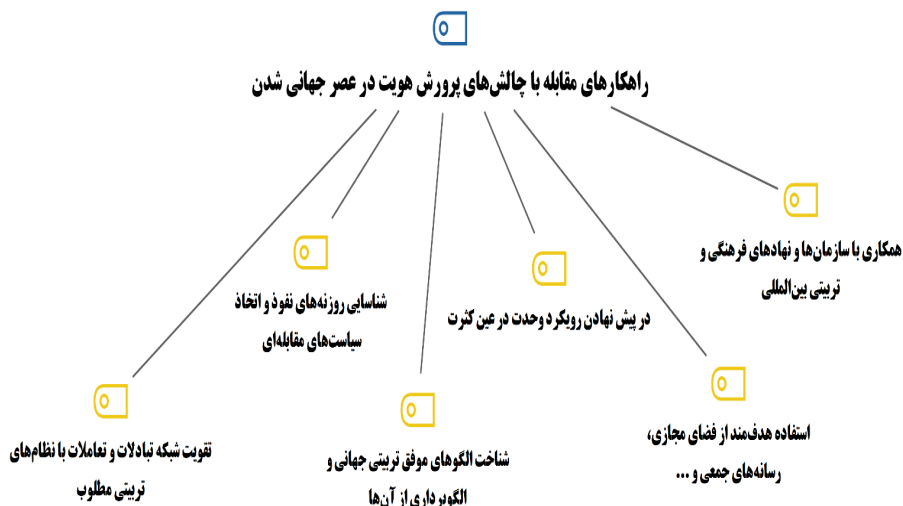 راهکارهای مقابله با چالش‌های پرورش هویت در عصر جهانی شدن
همکاری با سازمان‌ها و نهادهای فرهنگی و
تربیتی بین‌المللی
استفاده هدف‌مند از فضای مجازی،
رسانه‌های جمعی و ...
در پیش نهادن رویکرد وحدت در عین کثرت
شناخت الگوهای موفق تربیتی جهانی و
الگوبرداری از آن‌ها
شناسایی روزنه‌های نفوذ و اتخاذ
سیاست‌های مقابله‌ای
تقویت شبکه تبادلات و تعاملات با نظام‌های
تربیتی مطلوب